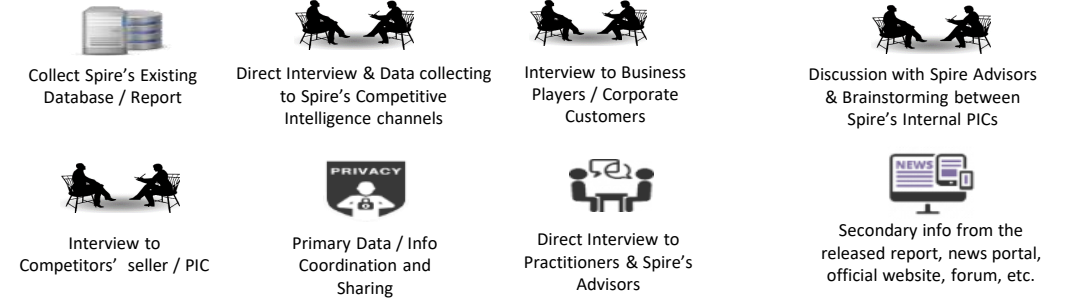 Collect Spire's Existing
Database / Report
Direct Interview & Data collecting
to Spire's Competitive
Intelligence channels
Interview to Business
Players / Corporate
Customers
Discussion with Spire Advisors
& Brainstorming between
Spire's Internal PICs
Interview to
Competitors' seller / PIC
PRIVACY
Primary Data / Info
Coordination and
Sharing
Direct Interview to
Practitioners & Spire's
Advisors
NEWS
Secondary info from the
released report, news portal,
official website, forum, etc.